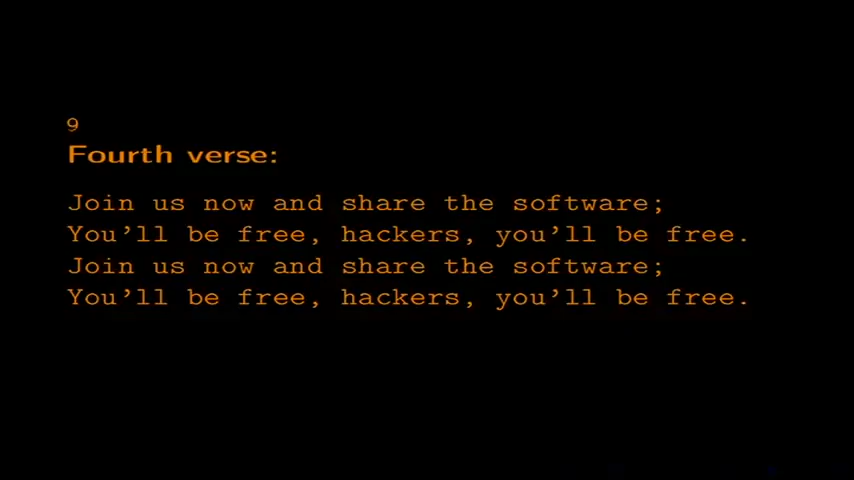 9
Fourth verse:
Join us now and share the software;
You'll be free, hackers, you'll be free.
Join us now and share the software;
You'll be free, hackers, you'll be free.